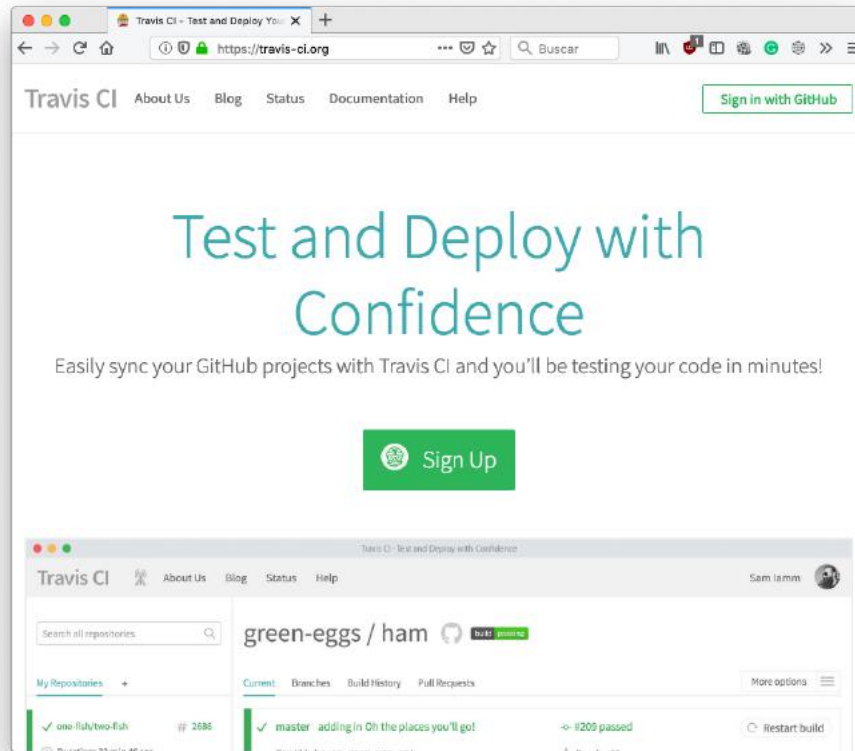 Travis CI - Test and Deploy You
https://travis-ci.org
Buscar
1
Travis CI
About Us
Blog
Status
Documentation
Help
Sign in with GitHub
Test and Deploy with
Confidence
Easily sync your GitHub projects with Travis CI and you'll be testing your code in minutes!
Sign Up
Travis CI - Test and Deploy with Confidence
Travis CI
About Us
Blog
Status
Help
Sam Iamm
Search all repositories
green-eggs / ham
build passing
My Repositories +
Current
Branches
Build History
Pull Requests
More options
one-fish/two-fish
# 2686
master adding in Oh the places you'll go!
#209 passed
Restart build